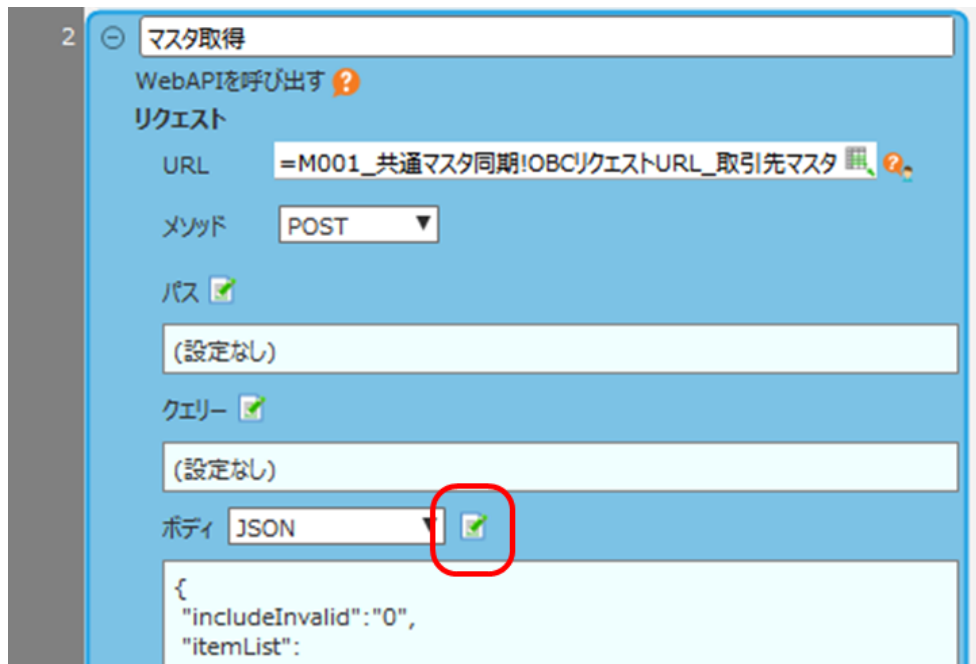 2
マスタ取得
WebAPIを呼び出す
リクエスト
URL =M001_共通マスタ同期!OBCリクエストURL_取引先マスタ
メソッド POST
パス
(設定なし)
クエリー
(設定なし)
ボディ JSON
{
"includeInvalid":"0",
"itemList":